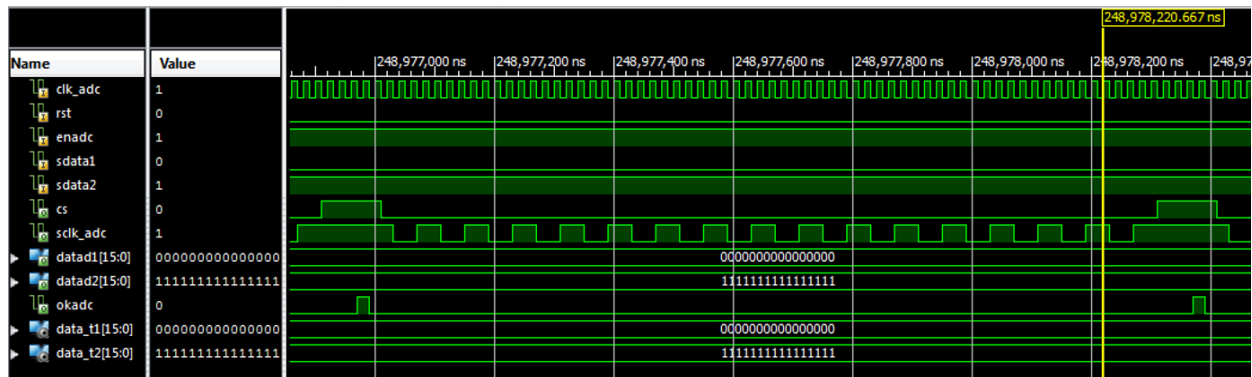 248,978,220.667 ns
Name Value
248,977,000 ns 248,977,200 ns 248,977,400 ns 248,977,600 ns 248,977,800 ns 248,978,000 ns 248,978,200 ns 248,97
clk_adc 1
rst 0
enadc 1
sdata1 0
sdata2 1
cs 0
sclk_adc 1
datad1[15:0] 0000000000000000 0000000000000000
datad2[15:0] 1111111111111111 1111111111111111
okadc 0
data_t1[15:0] 0000000000000000 0000000000000000
data_t2[15:0] 1111111111111111 1111111111111111